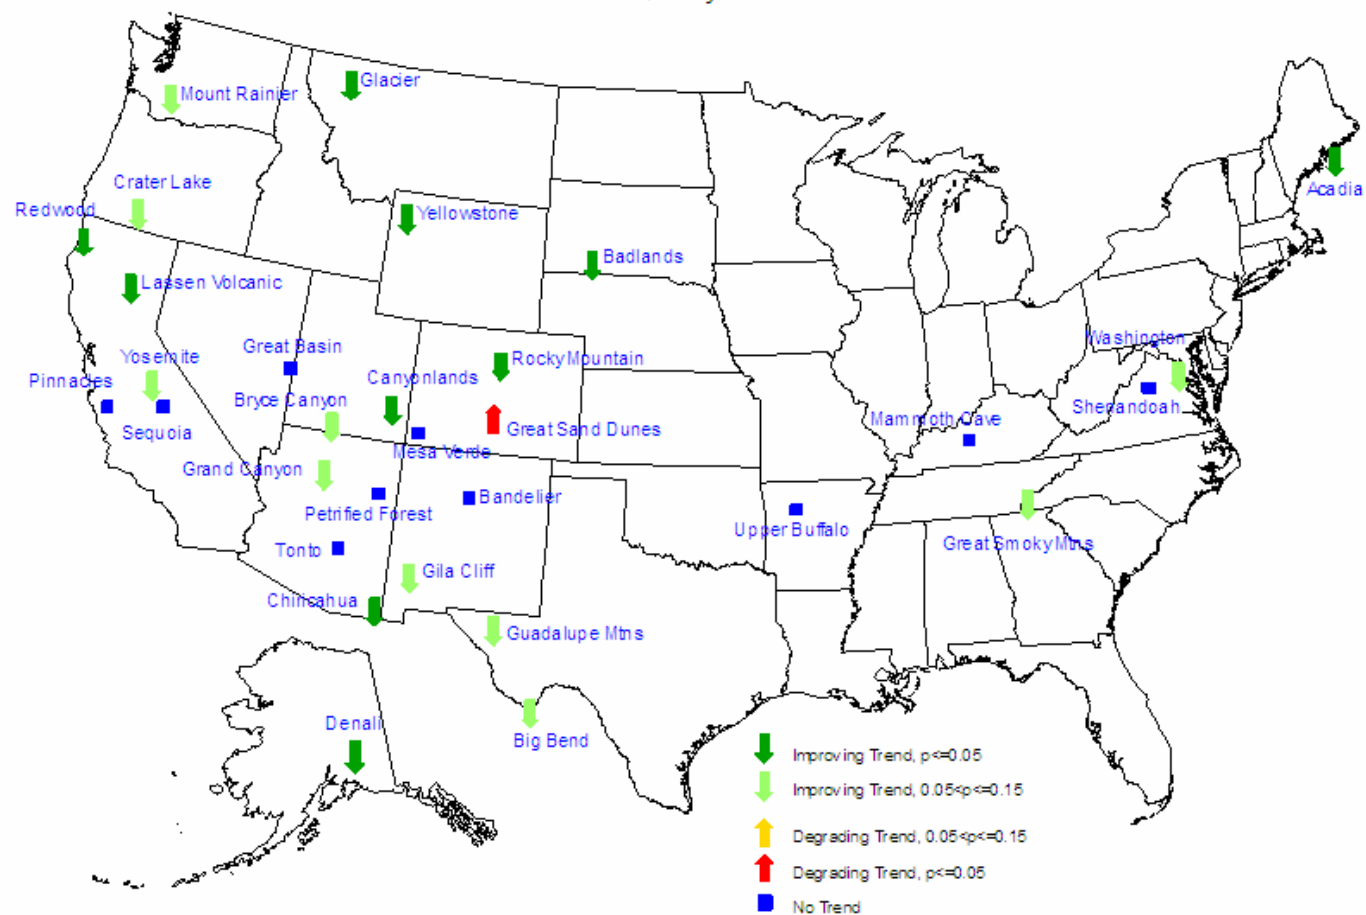 Glacier
Mount Rainier
Crater Lake
Acadia
Redwood
Yellowstone
Badlands
Lassen Volcanic
Washington
Great Basin
Yosemite
Rocky Mountain
Canyonlands
Pinnacles
Bryce Canyon
Shenandoah
Mammoth Cave
Great Sand Dunes
Sequoia
Mesa Verde
Grand Canyon
Bandelier
Petrified Forest
Upper Buffalo
Great Smoky Mtns
Tonto
Gila Cliff
Chiricahua
Guadalupe Mtns
Denali
Big Bend
Improving Trend, p<=0.05
Improving Trend, 0.05<p<=0.15
Degrading Trend, 0.05<p<=0.15
Degrading Trend, p<=0.05
No Trend